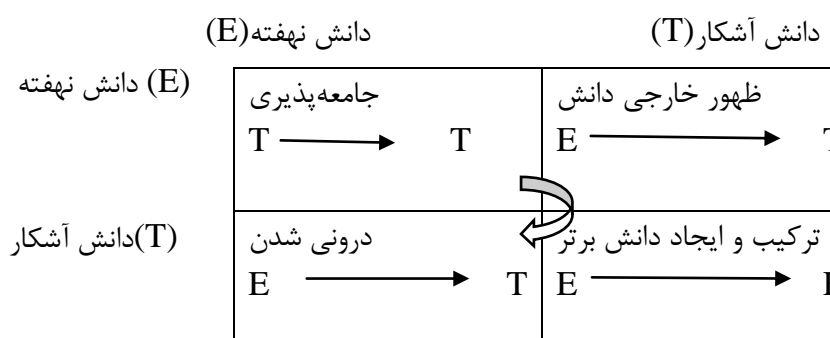 دانش آشکار(T) دانش نهفته(E)
دانش نهفته (E)
ظهور خارجی دانش جامعه‌پذیری
T T E
دانش آشکار(T)
ترکیب و ایجاد دانش برتر درونی شدن
E T E